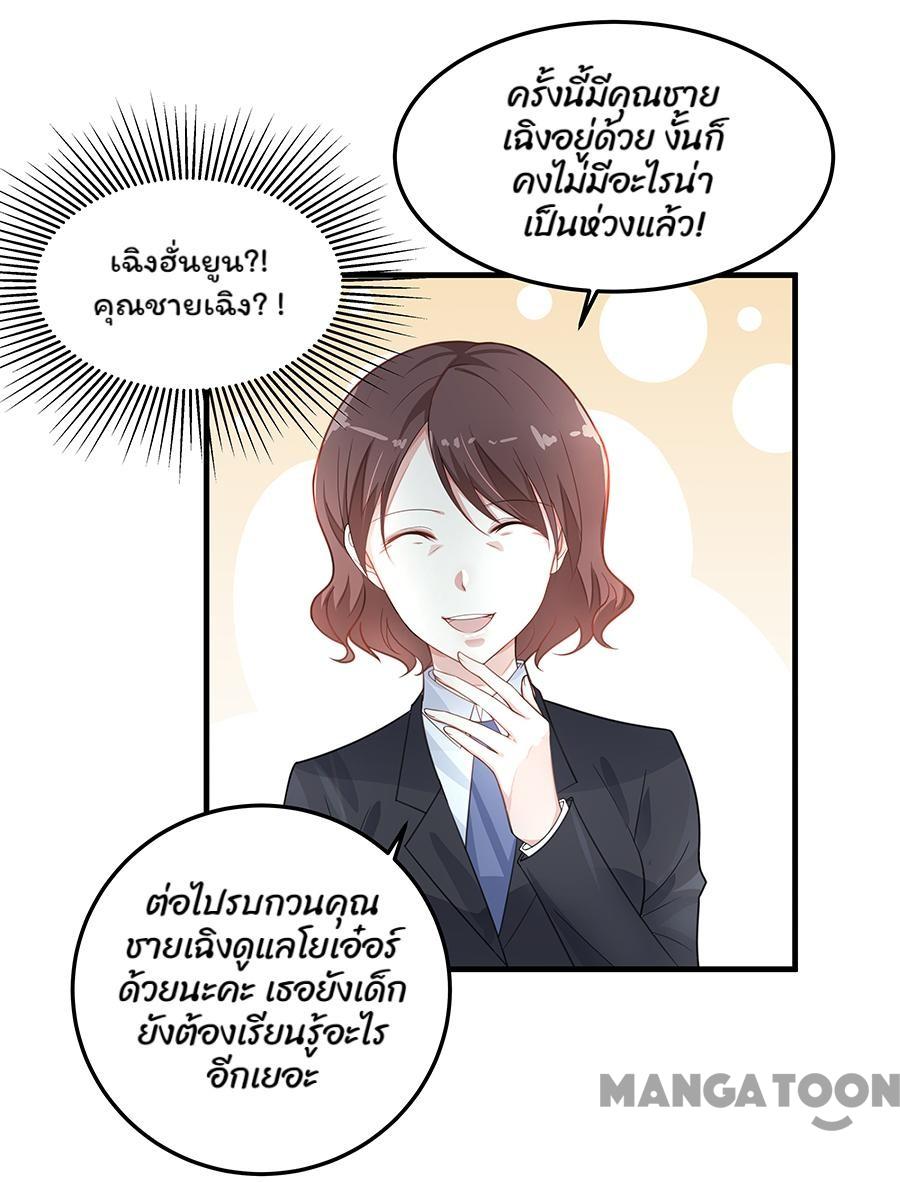 ครั้งนี้มีคุณชาย
เฉิงอยู่ด้วย งั้นก็
คงไม่มีอะไรน่า
เป็นห่วงแล้ว!
เฉิงฮั่นยูน?!
คุณชายเฉิง? !
ต่อไปรบกวนคุณ
ชายเฉิงดูแลโยเอ๋อร์
ด้วยนะคะ เธอยังเด็ก
ยังต้องเรียนรู้อะไร
อีกเยอะ
MANGATOON